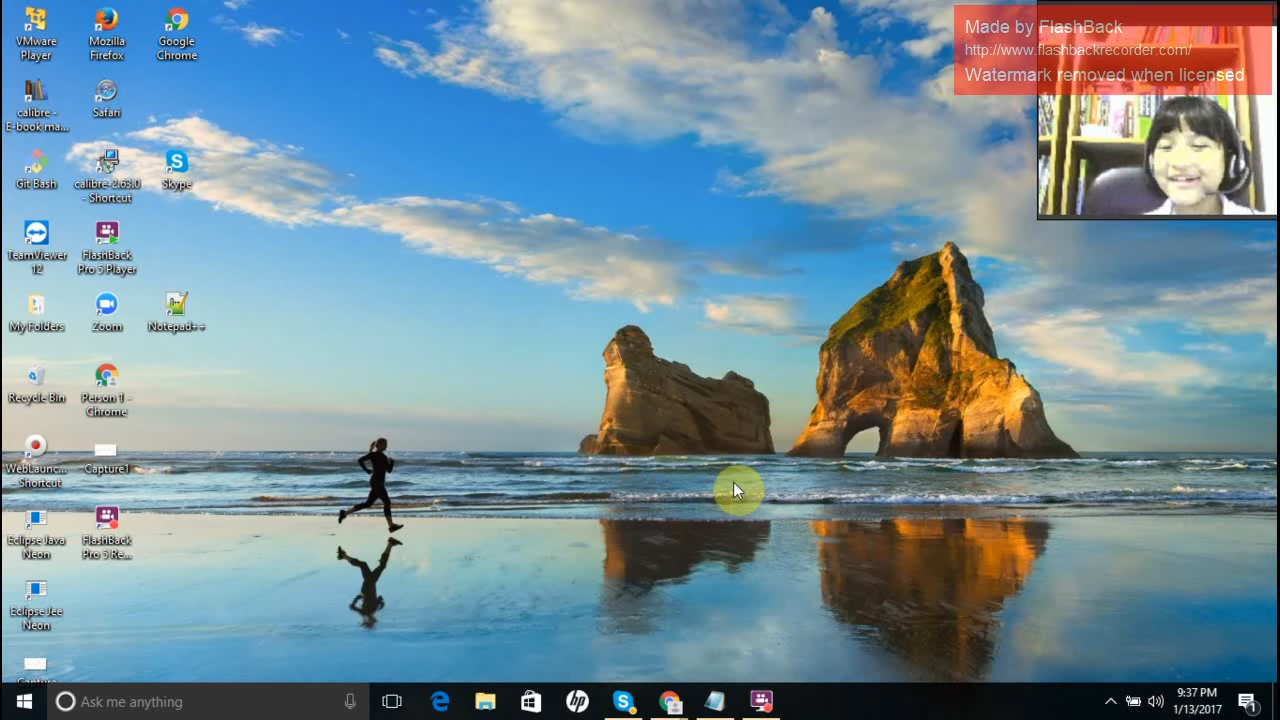 VMware
Player
Mozilla
Firefox
Google
Chrome
Made by FlashBack
http://www.flashbackrecorder.com/
Watermark removed when licensed
calibre -
E-book ma...
Safari
Git Bash
calibre-2.63.0
- Shortcut
Skype
TeamViewer
12
FlashBack
Pro 5 Player
My Folders
Zoom
Notepad++
Recycle Bin
Person 1 -
Chrome
WebLaunc...
- Shortcut
Capture1
Eclipse Java
Neon
FlashBack
Pro 5 Re...
Eclipse Jee
Neon
Ask me anything
9:37 PM
1/13/2017
1